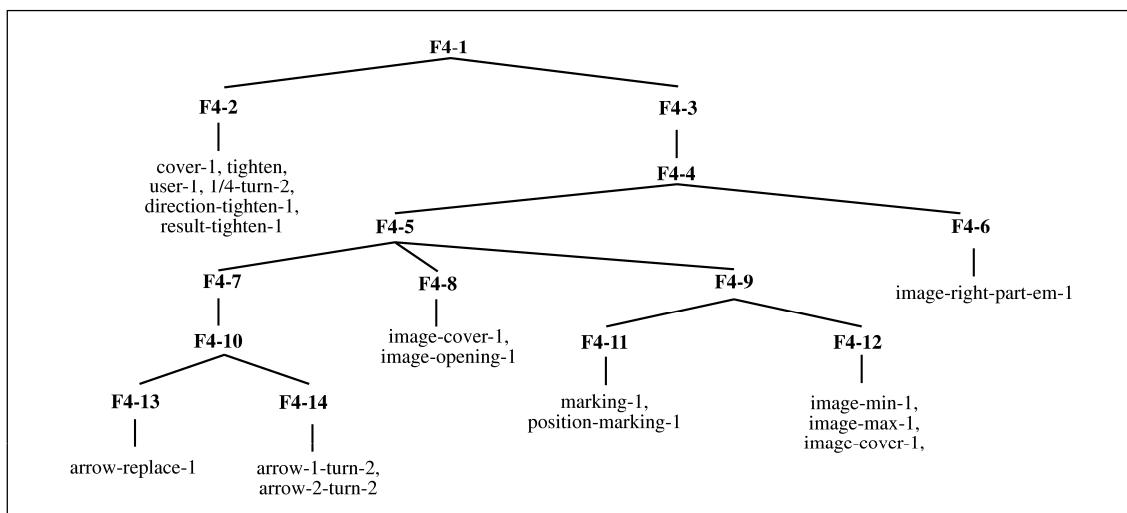 F4-1
F4-2
F4-3
cover-1, tighten,
user-1, 1/4-turn-2,
direction-tighten-1,
result-tighten-1
F4-4
F4-5
F4-6
F4-7
F4-8
F4-9
image-right-part-em-1
F4-10
image-cover-1,
image-opening-1
F4-11
F4-12
F4-13
F4-14
marking-1,
position-marking-1
image-min-1,
image-max-1,
image-cover-1,
arrow-replace-1
arrow-1-turn-2,
arrow-2-turn-2